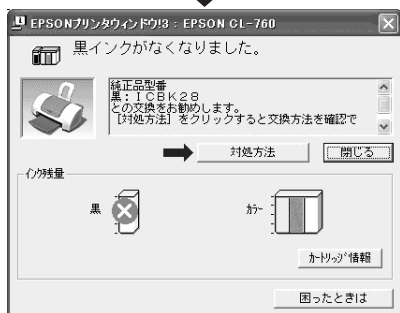 EPSONプリンタウィンドウ!3 : EPSON CL-760
黒インクがなくなりました。
純正品型番
黒：ＩＣＢＫ２８
との交換をお勧めします。
［対処方法］をクリックすると交換方法を確認で
対処方法
閉じる
インク残量
黒
カラー
カートリッジ情報
困ったときは